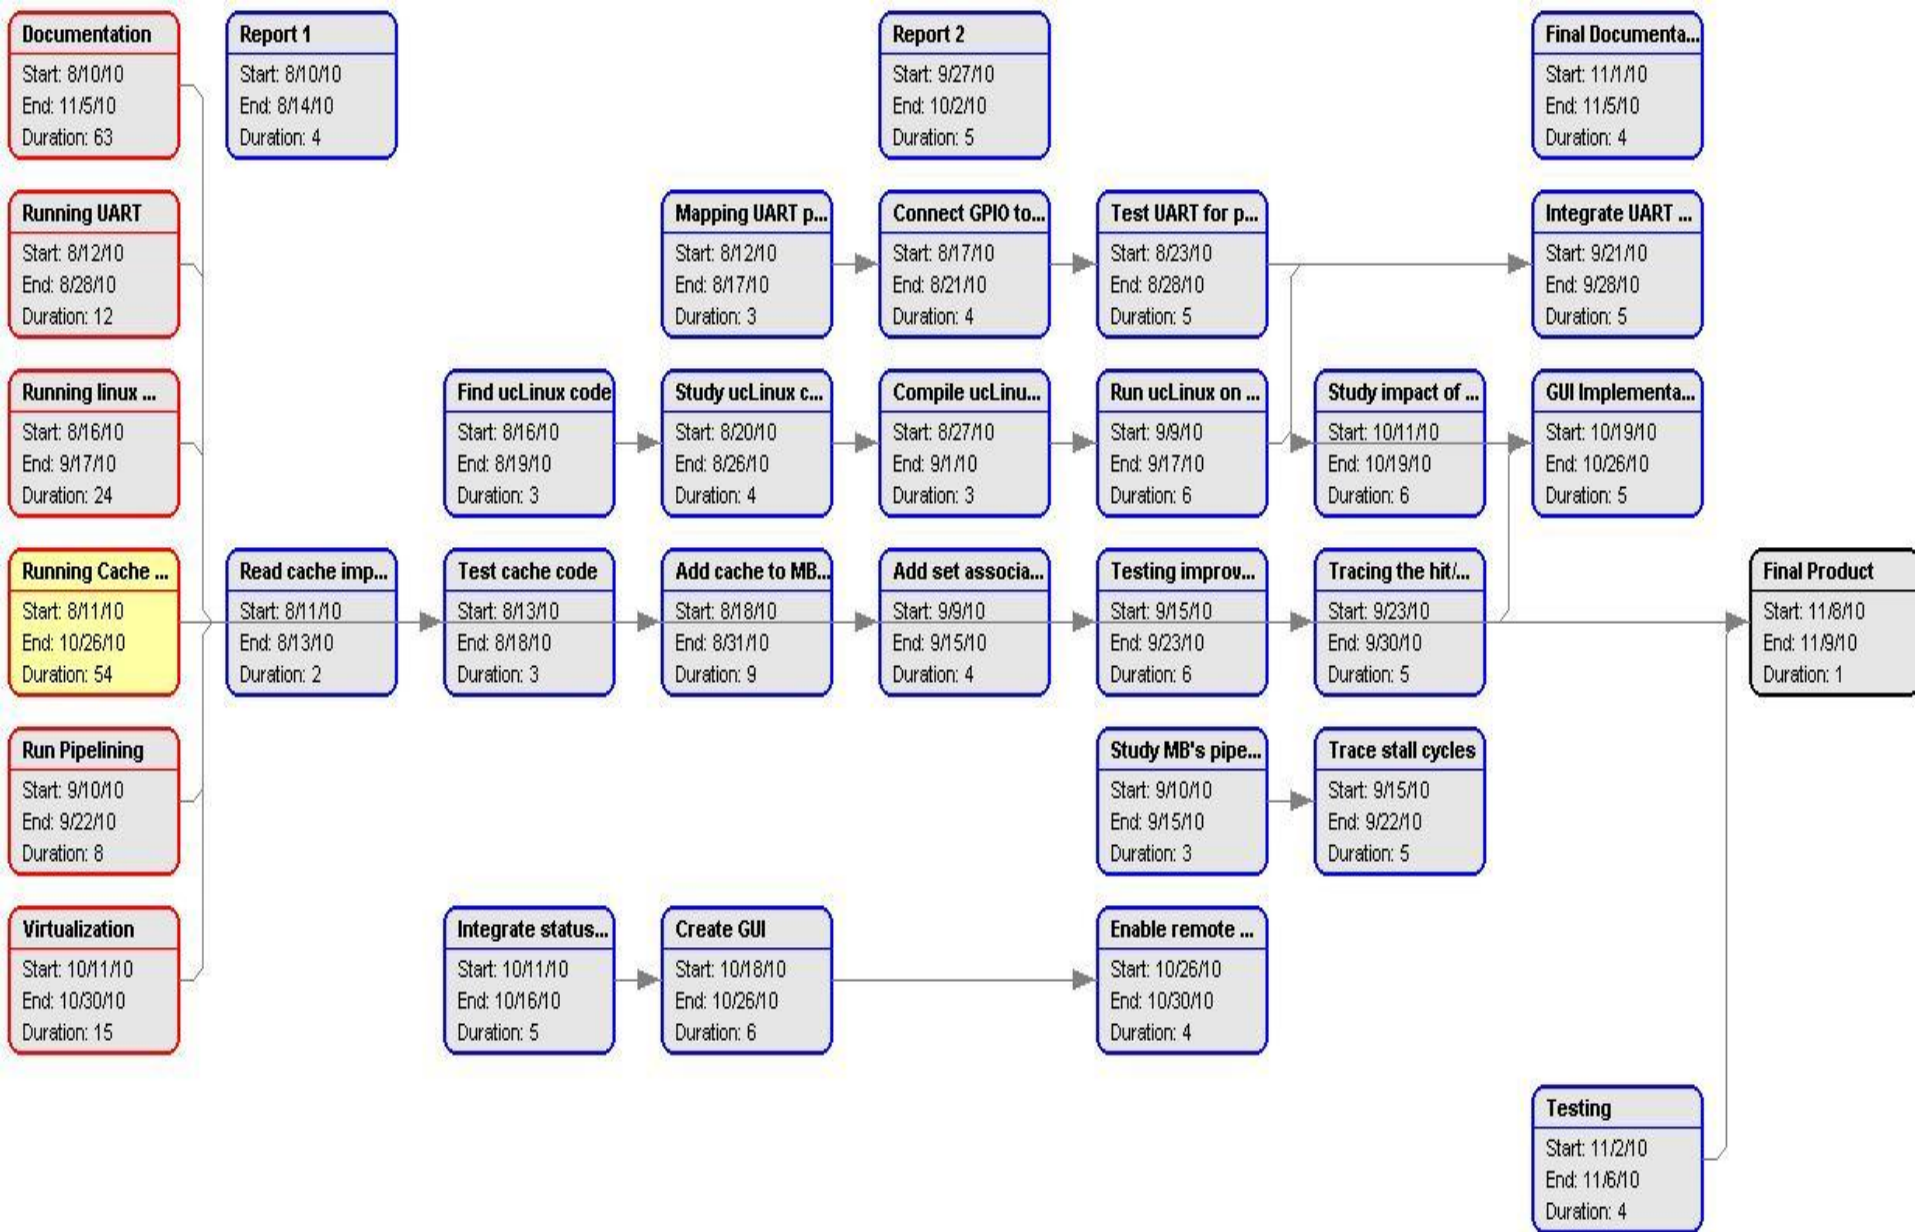 Documentation
Start: 8/10/10
End: 11/5/10
Duration: 63
Report 1
Start: 8/10/10
End: 8/14/10
Duration: 4
Report 2
Start: 9/27/10
End: 10/2/10
Duration: 5
Final Documenta...
Start: 11/1/10
End: 11/5/10
Duration: 4
Running UART
Start: 8/12/10
End: 8/28/10
Duration: 12
Mapping UART p...
Start: 8/12/10
End: 8/17/10
Duration: 3
Connect GPIO to...
Start: 8/17/10
End: 8/21/10
Duration: 4
Test UART for p...
Start: 8/23/10
End: 8/28/10
Duration: 5
Integrate UART ...
Start: 9/21/10
End: 9/28/10
Duration: 5
Running linux ...
Start: 8/16/10
End: 9/17/10
Duration: 24
Find ucLinux code
Start: 8/16/10
End: 8/19/10
Duration: 3
Study ucLinux c...
Start: 8/20/10
End: 8/26/10
Duration: 4
Compile ucLinu...
Start: 8/27/10
End: 9/1/10
Duration: 3
Run ucLinux on ...
Start: 9/9/10
End: 9/17/10
Duration: 6
Study impact of ...
Start: 10/11/10
End: 10/19/10
Duration: 6
GUI Implementa...
Start: 10/19/10
End: 10/26/10
Duration: 5
Running Cache ...
Start: 8/11/10
End: 10/26/10
Duration: 54
Read cache imp...
Start: 8/11/10
End: 8/13/10
Duration: 2
Test cache code
Start: 8/13/10
End: 8/18/10
Duration: 3
Add cache to MB...
Start: 8/18/10
End: 8/31/10
Duration: 9
Add set associa...
Start: 9/9/10
End: 9/15/10
Duration: 4
Testing improv...
Start: 9/15/10
End: 9/23/10
Duration: 6
Tracing the hit/...
Start: 9/23/10
End: 9/30/10
Duration: 5
Final Product
Start: 11/8/10
End: 11/9/10
Duration: 1
Run Pipelining
Start: 9/10/10
End: 9/22/10
Duration: 8
Study MB's pipe...
Start: 9/10/10
End: 9/15/10
Duration: 3
Trace stall cycles
Start: 9/15/10
End: 9/22/10
Duration: 5
Virtualization
Start: 10/11/10
End: 10/30/10
Duration: 15
Integrate status...
Start: 10/11/10
End: 10/16/10
Duration: 5
Create GUI
Start: 10/18/10
End: 10/26/10
Duration: 6
Enable remote ...
Start: 10/26/10
End: 10/30/10
Duration: 4
Testing
Start: 11/2/10
End: 11/6/10
Duration: 4